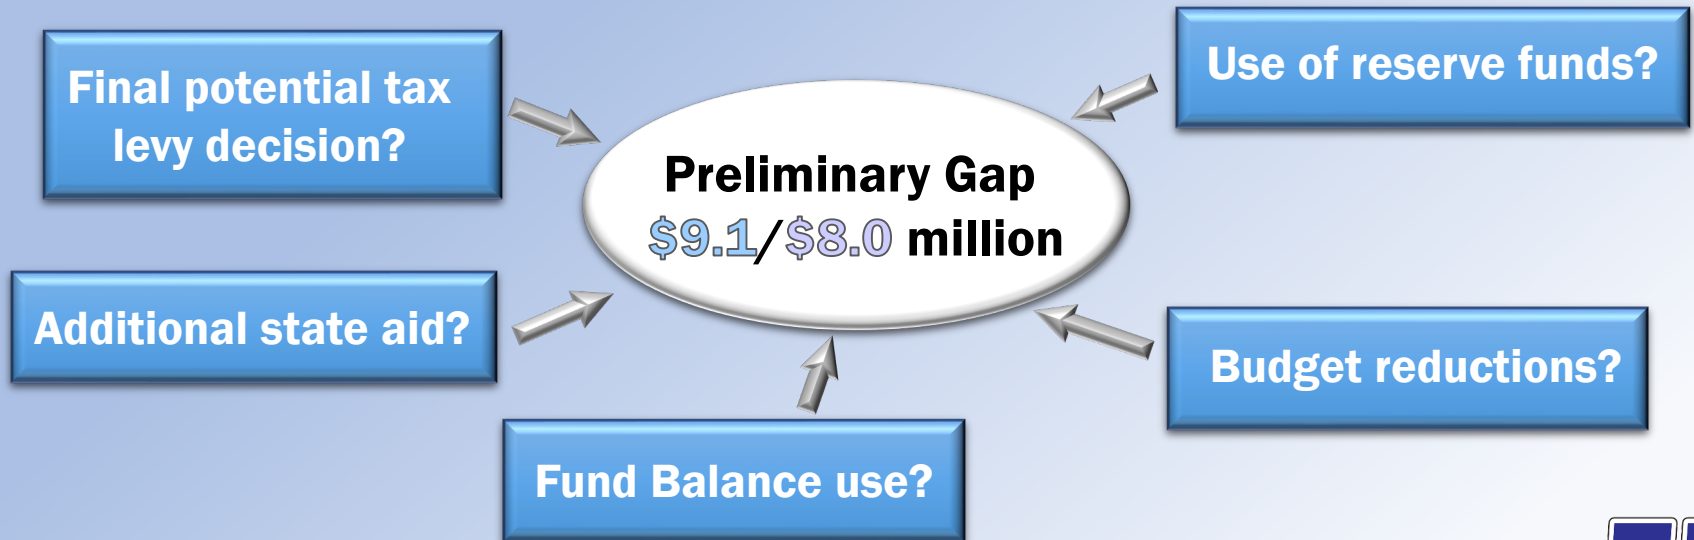 Final potential tax
levy decision?
Use of reserve funds?
Preliminary Gap
$9.1/$8.0 million
Additional state aid?
Budget reductions?
Fund Balance use?